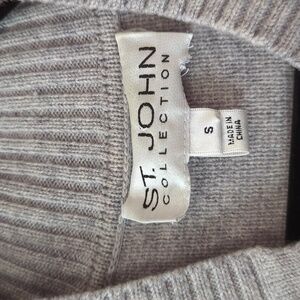 ST. JOHN
COLLECTION
S
MADE IN
CHINA